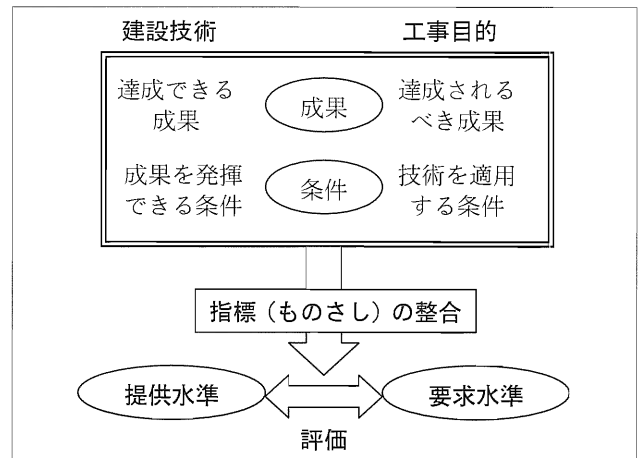 建設技術
工事目的
達成できる
成果
成果
達成される
べき成果
成果を発揮
できる条件
条件
技術を適用
する条件
指標（ものさし）の整合
提供水準
要求水準
評価